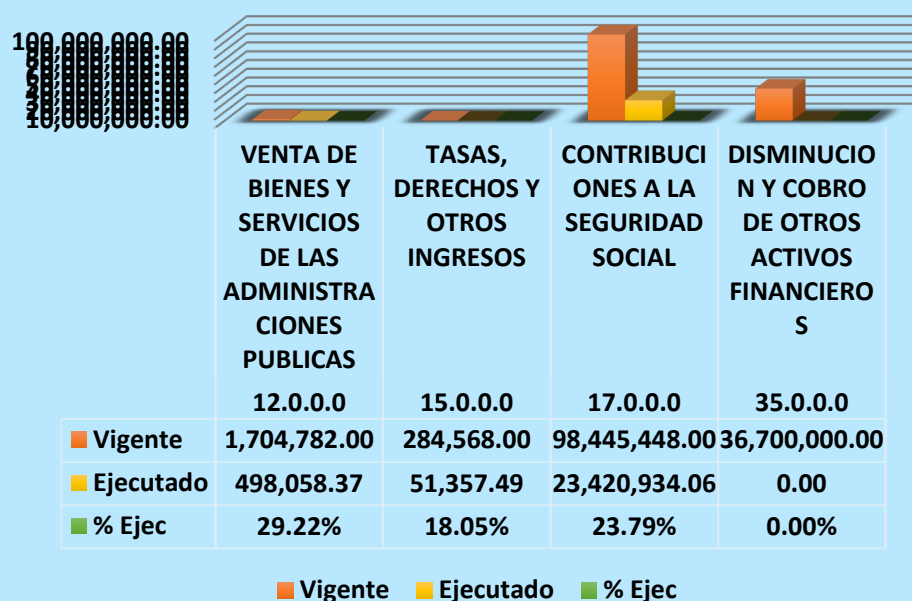 100,000,000.00
10,000,000.00
VENTA DE
BIENES Y
SERVICIOS
DE LAS
ADMINISTRA
CIONES
PUBLICAS
TASAS,
DERECHOS Y
OTROS
INGRESOS
CONTRIBUCI
ONES A LA
SEGURIDAD
SOCIAL
DISMINUCIO
N Y COBRO
DE OTROS
ACTIVOS
FINANCIERO
S
12.0.0.0 15.0.0.0 17.0.0.0 35.0.0.0
Vigente 1,704,782.00 284,568.00 98,445,448.00 36,700,000.00
Ejecutado 498,058.37 51,357.49 23,420,934.06 0.00
% Ejec 29.22% 18.05% 23.79% 0.00%
Vigente Ejecutado % Ejec